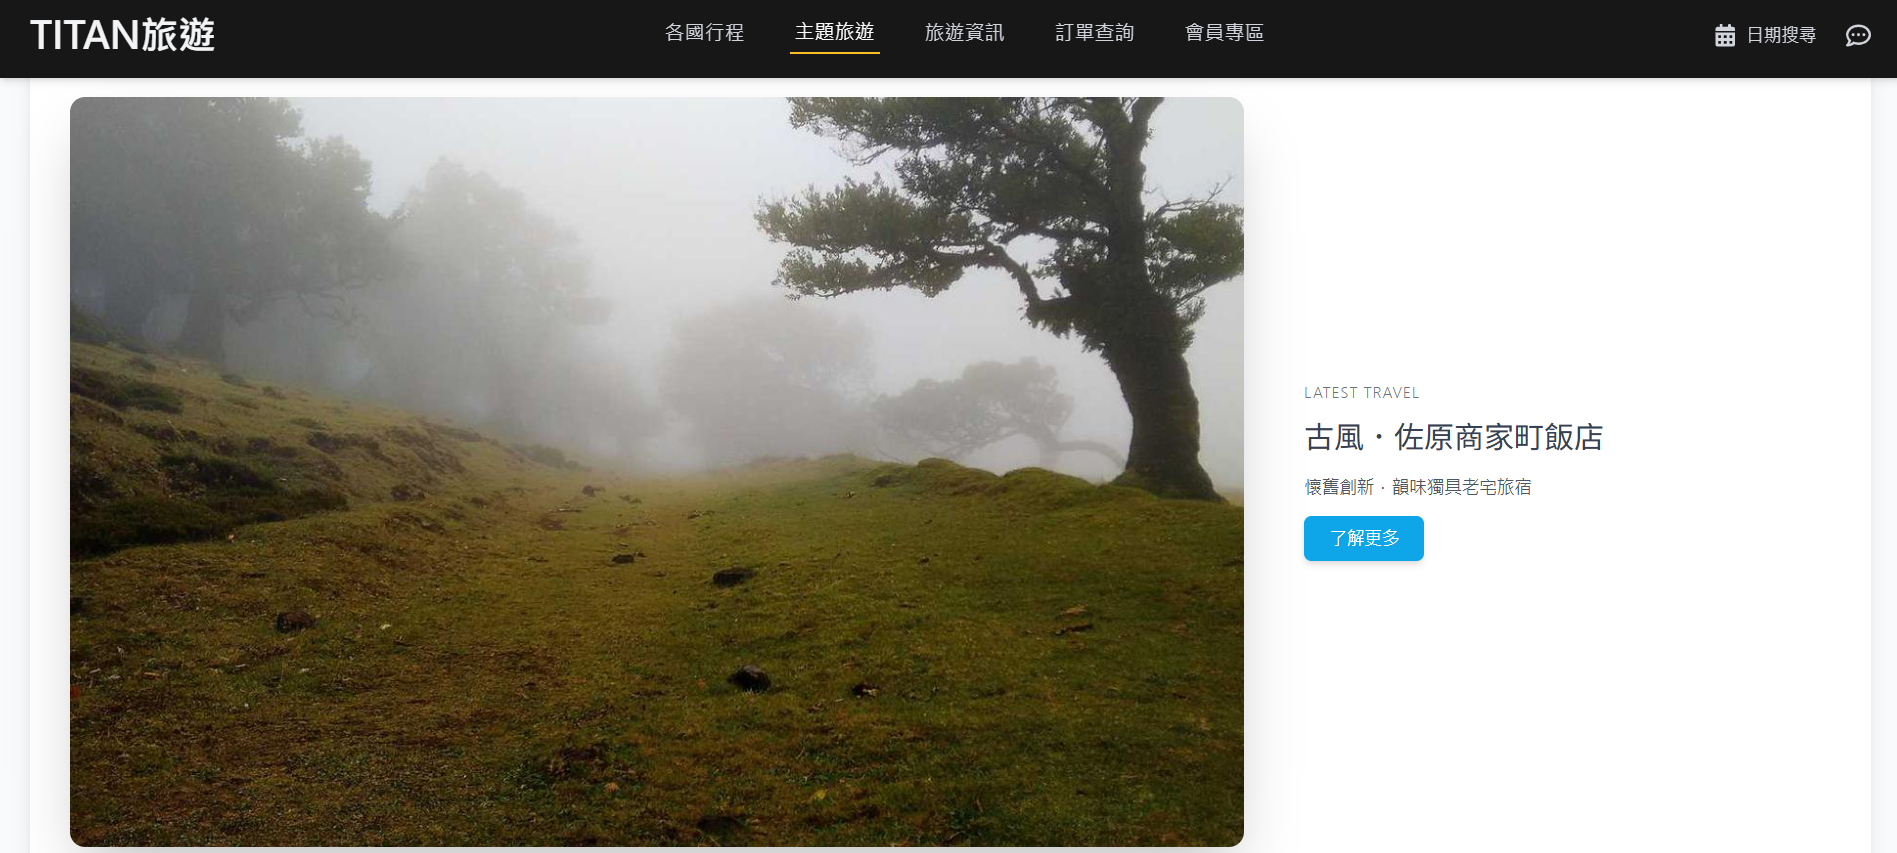 TITAN旅遊
各國行程
主題旅遊
旅遊資訊
訂單查詢
會員專區
日期搜尋
LATEST TRAVEL
古風・佐原商家町飯店
懷舊創新・韻味獨具老宅旅宿
了解更多